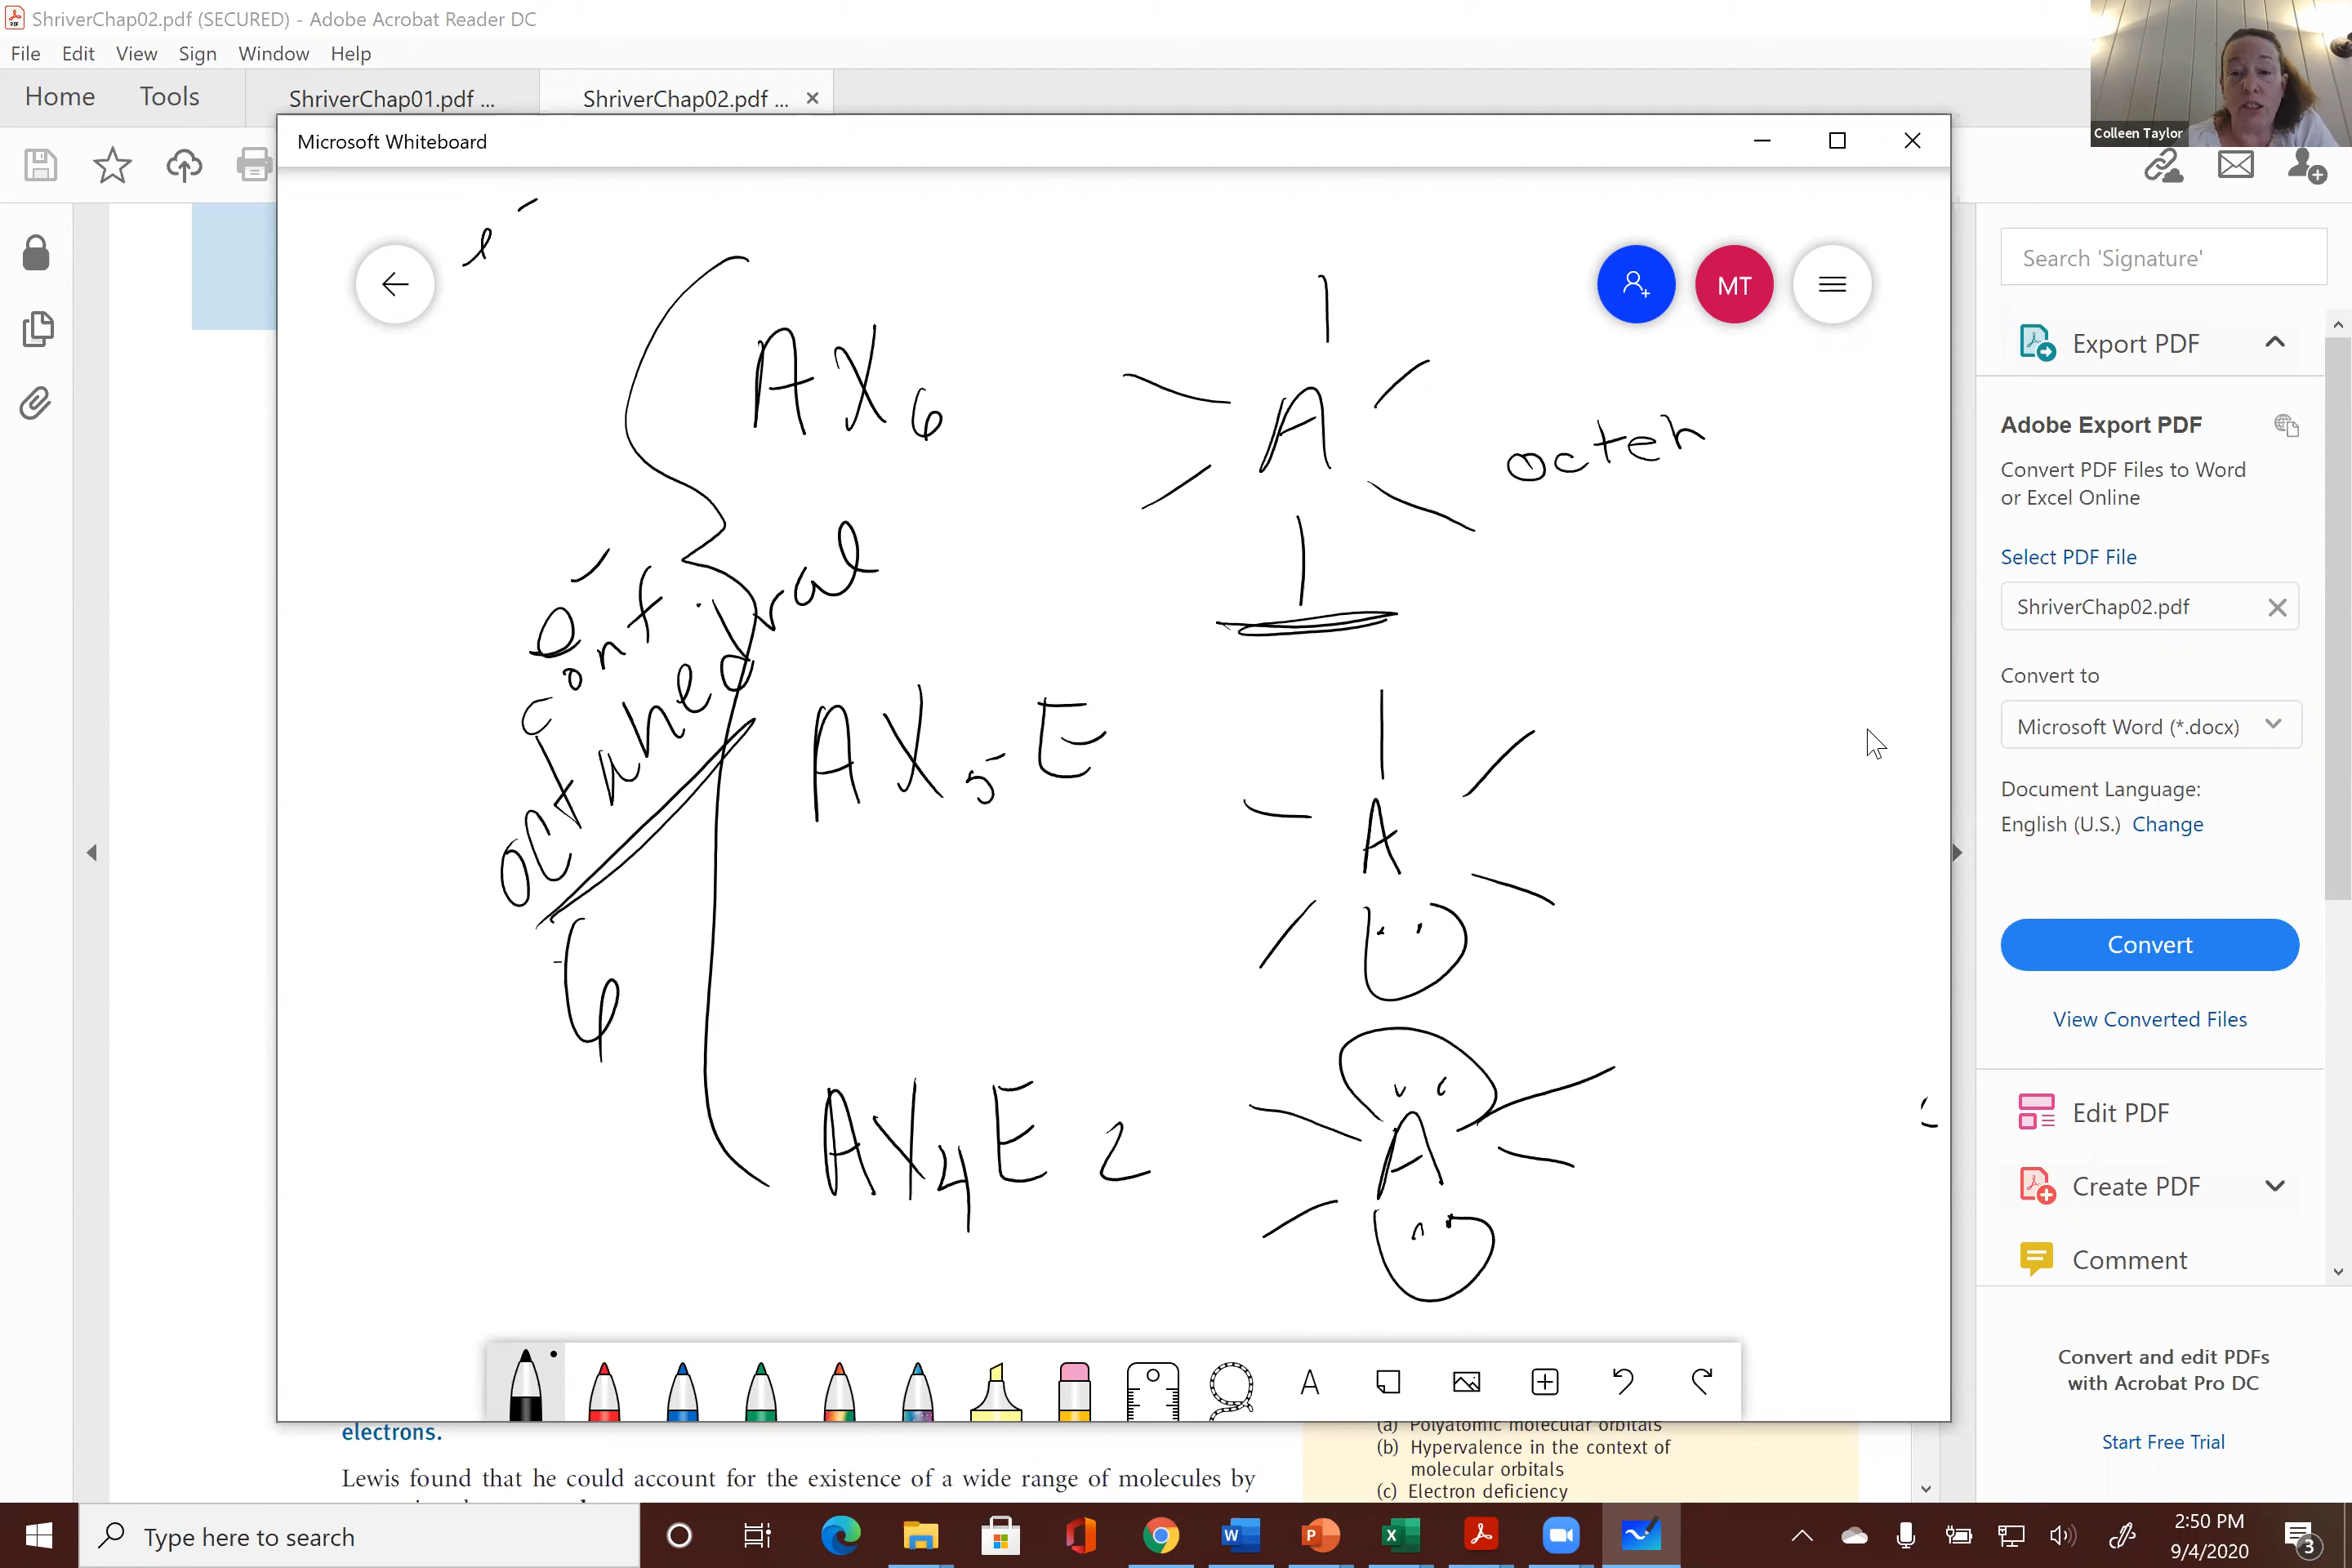 ShriverChap02.pdf (SECURED) - Adobe Acrobat Reader DC
File Edit View Sign Window Help
Home Tools ShriverChap01.pdf ... ShriverChap02.pdf ...
Colleen Taylor
Microsoft Whiteboard
MT
e-
AX6
A
octeh
e-
conf.
octahedral
6
AX5E
A
AX4E2
A
Search 'Signature'
Export PDF
Adobe Export PDF
Convert PDF Files to Word
or Excel Online
Select PDF File
ShriverChap02.pdf
Convert to
Microsoft Word (*.docx)
Document Language:
English (U.S.) Change
Convert
View Converted Files
Edit PDF
Create PDF
Comment
Convert and edit PDFs
with Acrobat Pro DC
Start Free Trial
electrons.
Lewis found that he could account for the existence of a wide range of molecules by
(a) Polyatomic molecular orbitals
(b) Hypervalence in the context of
molecular orbitals
(c) Electron deficiency
Type here to search
2:50 PM
9/4/2020
3